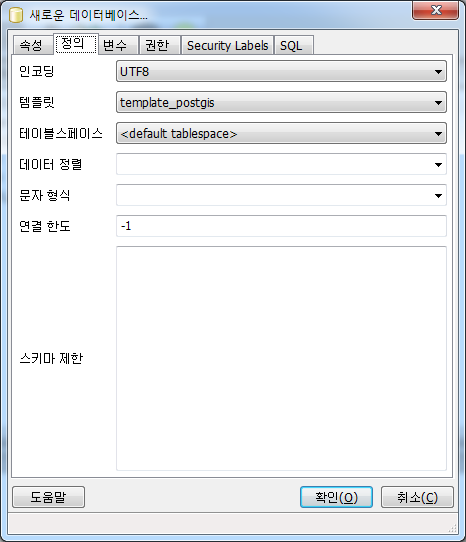 새로운 데이터베이스...
속성 정의 변수 권한 Security Labels SQL
인코딩 UTF8
템플릿 template_postgis
테이블스페이스 <default tablespace>
데이터 정렬
문자 형식
연결 한도 -1
스키마 제한
도움말 확인(O) 취소(C)